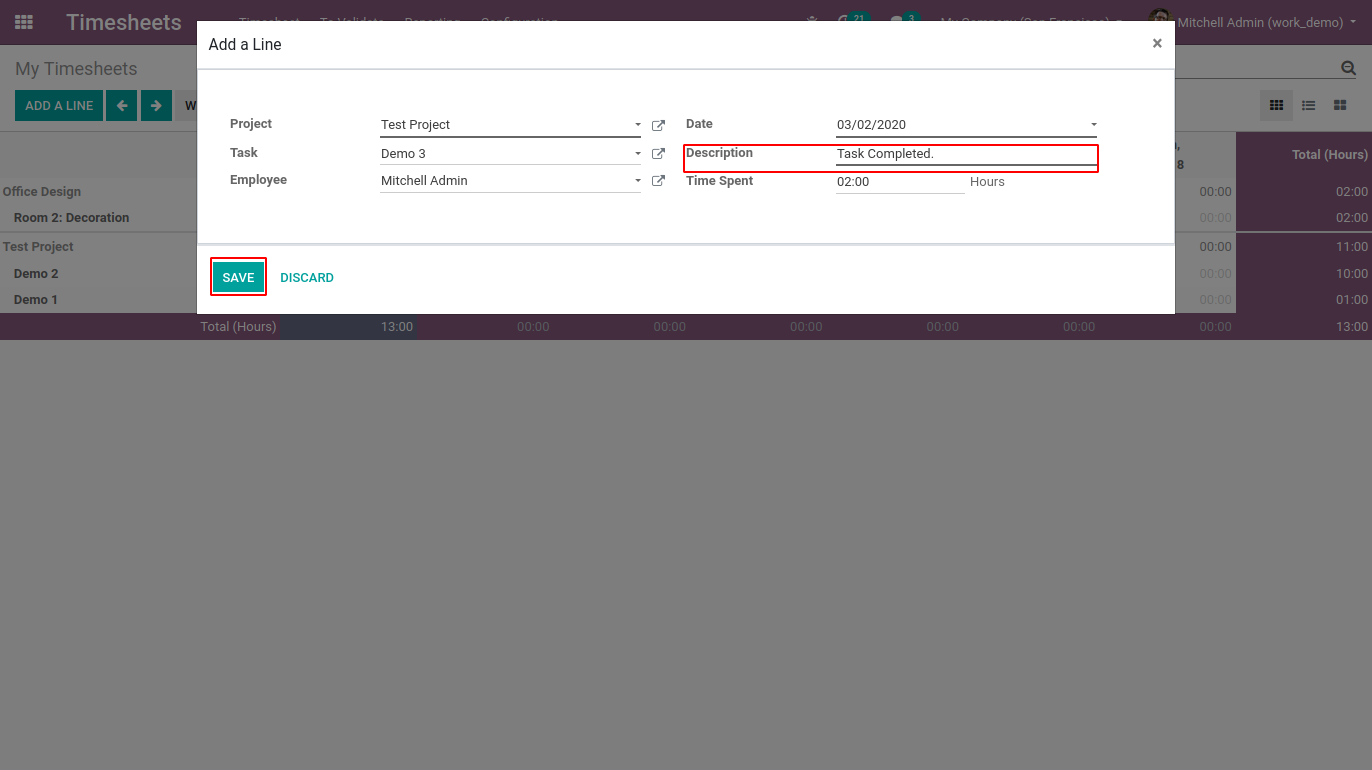 Timesheets Timesheet To Validate Reporting Configuration 21 3 My Company (San Francisco) Mitchell Admin (work_demo)
Add a Line ×
My Timesheets
ADD A LINE W
Project Test Project Date 03/02/2020
Task Demo 3 Description Task Completed.
Employee Mitchell Admin Time Spent 02:00 Hours
8 Total (Hours)
Office Design 00:00 02:00
Room 2: Decoration 00:00 02:00
Test Project 00:00 11:00
Demo 2 00:00 10:00
Demo 1 00:00 01:00
SAVE DISCARD
Total (Hours) 13:00 00:00 00:00 00:00 00:00 00:00 00:00 13:00